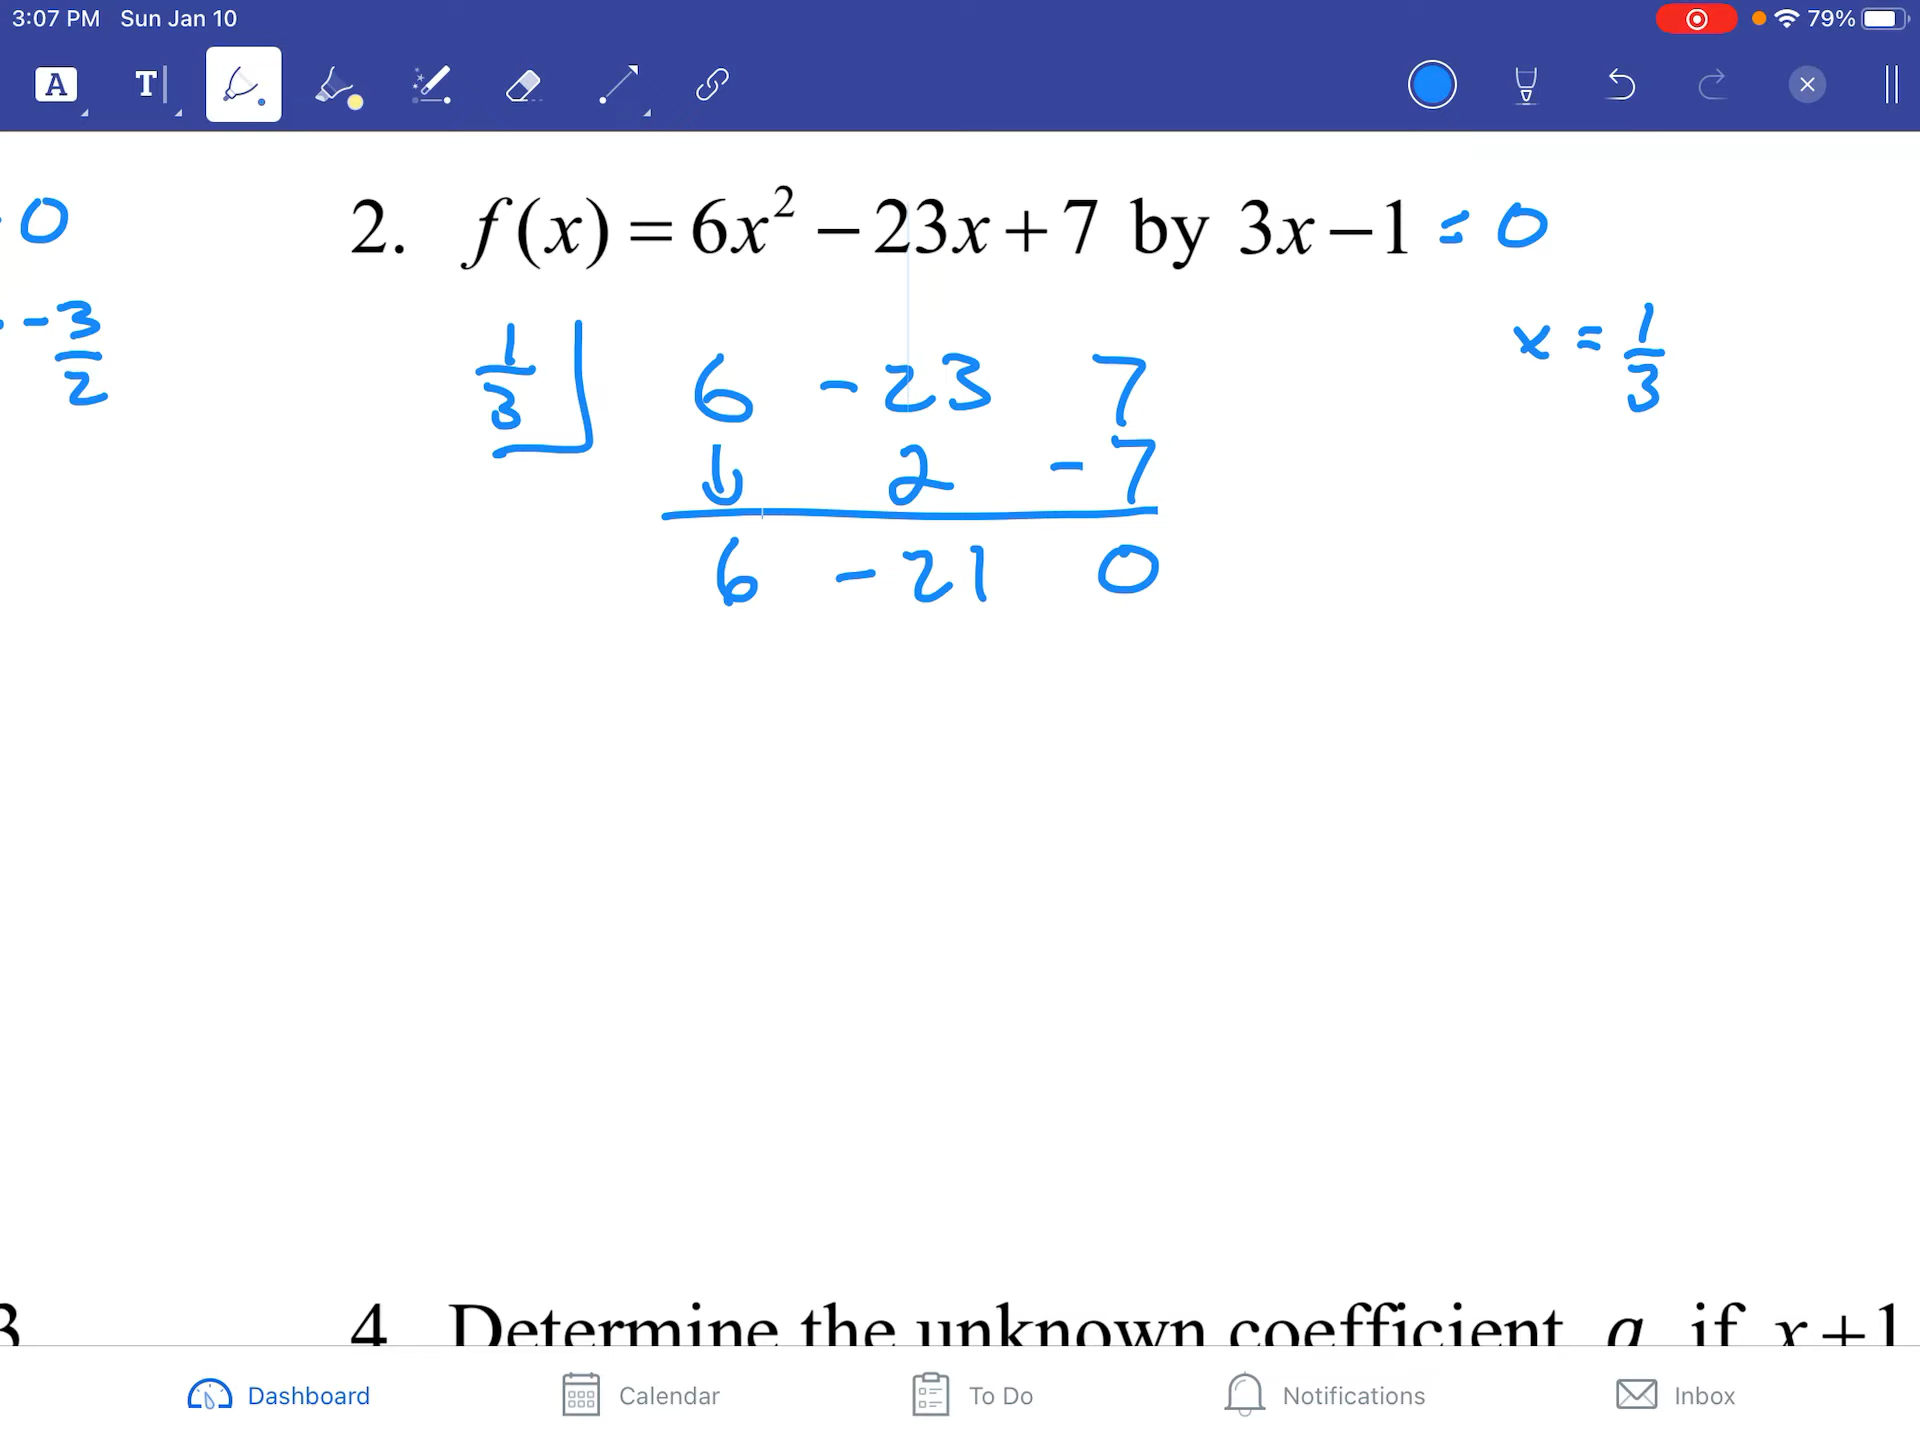 3:07 PM Sun Jan 10
79%
A T
0
2. f(x) = 6x² − 23x + 7 by 3x − 1 = 0
- 3/2
1/3 6 - 23 7
x = 1/3
2 - 7
6 - 21 0
3
4 Determine the unknown coefficient, a, if x + 1
Dashboard Calendar To Do Notifications Inbox